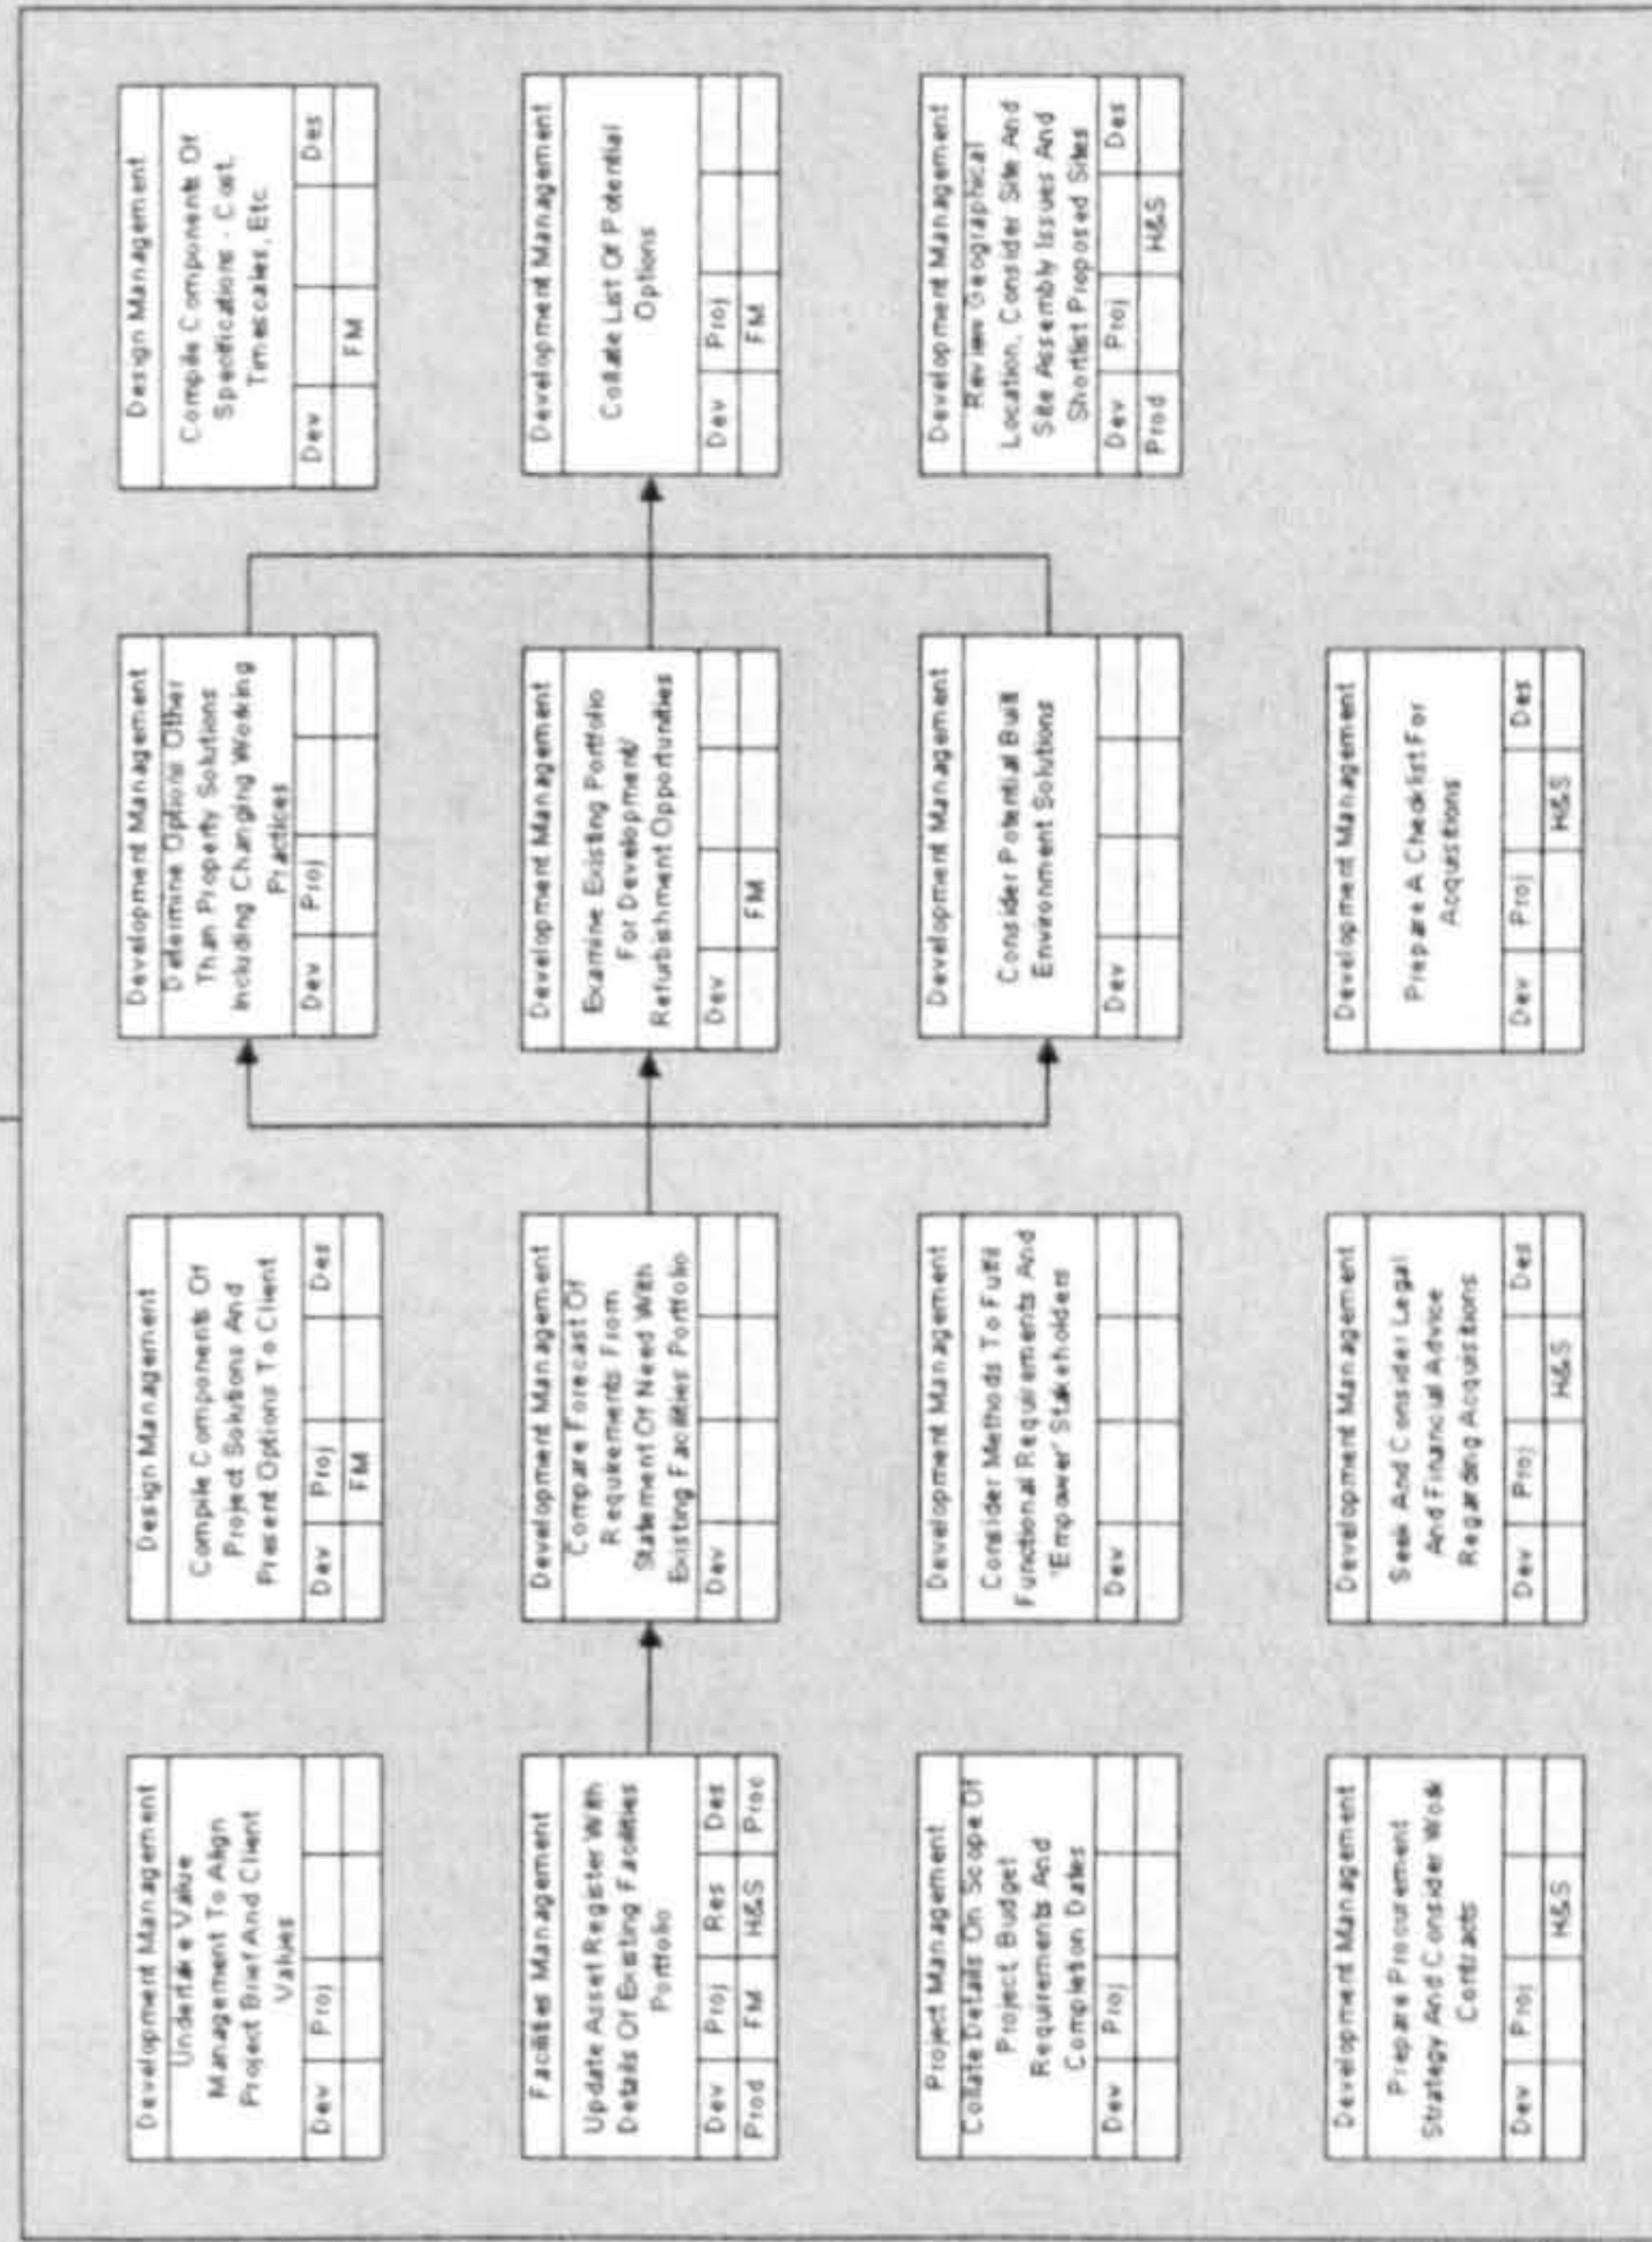 Development Management
Undertake Value
Management To Align
Project Brief And Client
Values
Dev Proj
Design Management
Compile Components Of
Project Solutions And
Present Options To Client
Dev Proj Des
FM
Development Management
Determine Options Other
Than Property Solutions
Including Changing Working
Practices
Dev Proj
Design Management
Compile Components Of
Specifications - Cost,
Timescales, Etc
Dev Des
FM
Facilities Management
Update Asset Register With
Details Of Existing Facilities
Portfolio
Dev Proj Res Des
Prod FM H&S Proc
Development Management
Compare Forecast Of
Requirements From
Statement Of Need With
Existing Facilities Portfolio
Dev
Development Management
Examine Existing Portfolio
For Development/
Refurbishment Opportunities
Dev
FM
Development Management
Collate List Of Potential
Options
Dev Proj
FM
Project Management
Collate Details On Scope Of
Project Budget
Requirements And
Completion Dates
Dev Proj
Development Management
Consider Methods To Fulfil
Functional Requirements And
'Empower' Stakeholders
Dev
Development Management
Consider Potential Built
Environment Solutions
Dev
Development Management
Review Geographical
Location, Consider Site And
Site Assembly Issues And
Shortlist Proposed Sites
Dev Proj Des
Prod H&S
Development Management
Prepare Procurement
Strategy And Consider Work
Contracts
Dev Proj
H&S
Development Management
Seek And Consider Legal
And Financial Advice
Regarding Acquisitions
Dev Proj Des
H&S
Development Management
Prepare A Checklist For
Acquisitions
Dev Proj Des
H&S